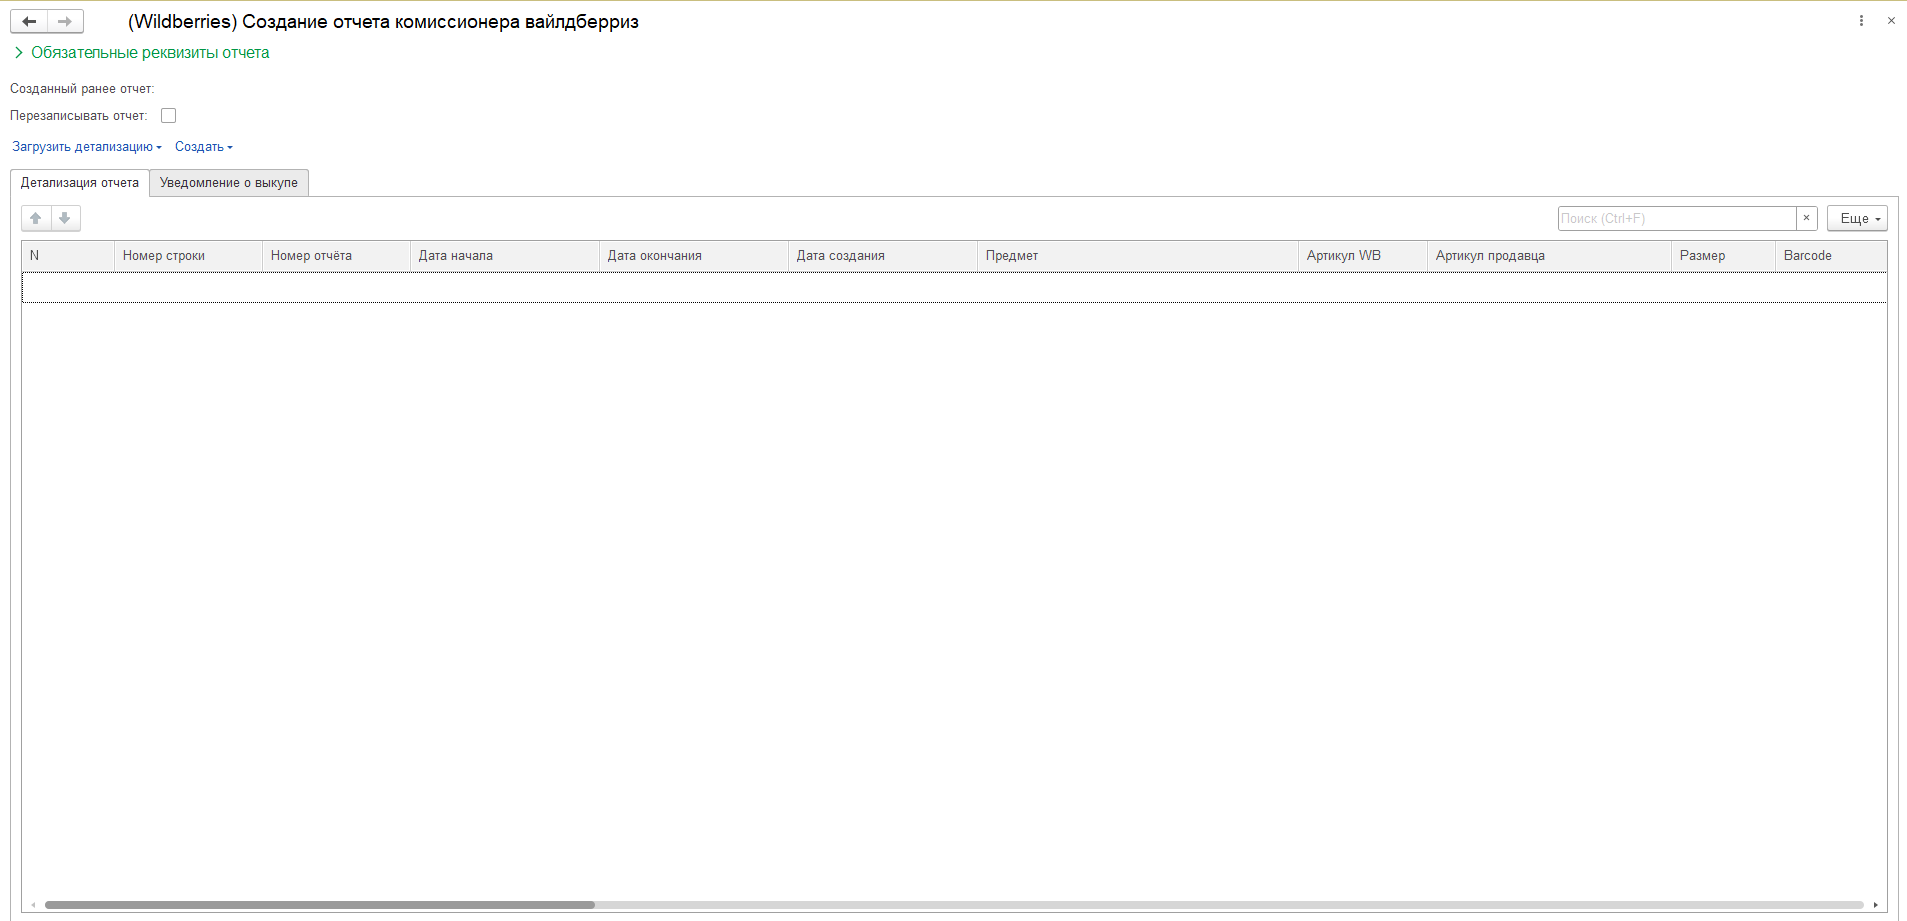 (Wildberries) Создание отчета комиссионера вайлдберриз
Обязательные реквизиты отчета
Созданный ранее отчет:
Перезаписывать отчет:
Загрузить детализацию Создать
Детализация отчета Уведомление о выкупе
Поиск (Ctrl+F) × Еще
N Номер строки Номер отчёта Дата начала Дата окончания Дата создания Предмет Артикул WB Артикул продавца Размер Barcode